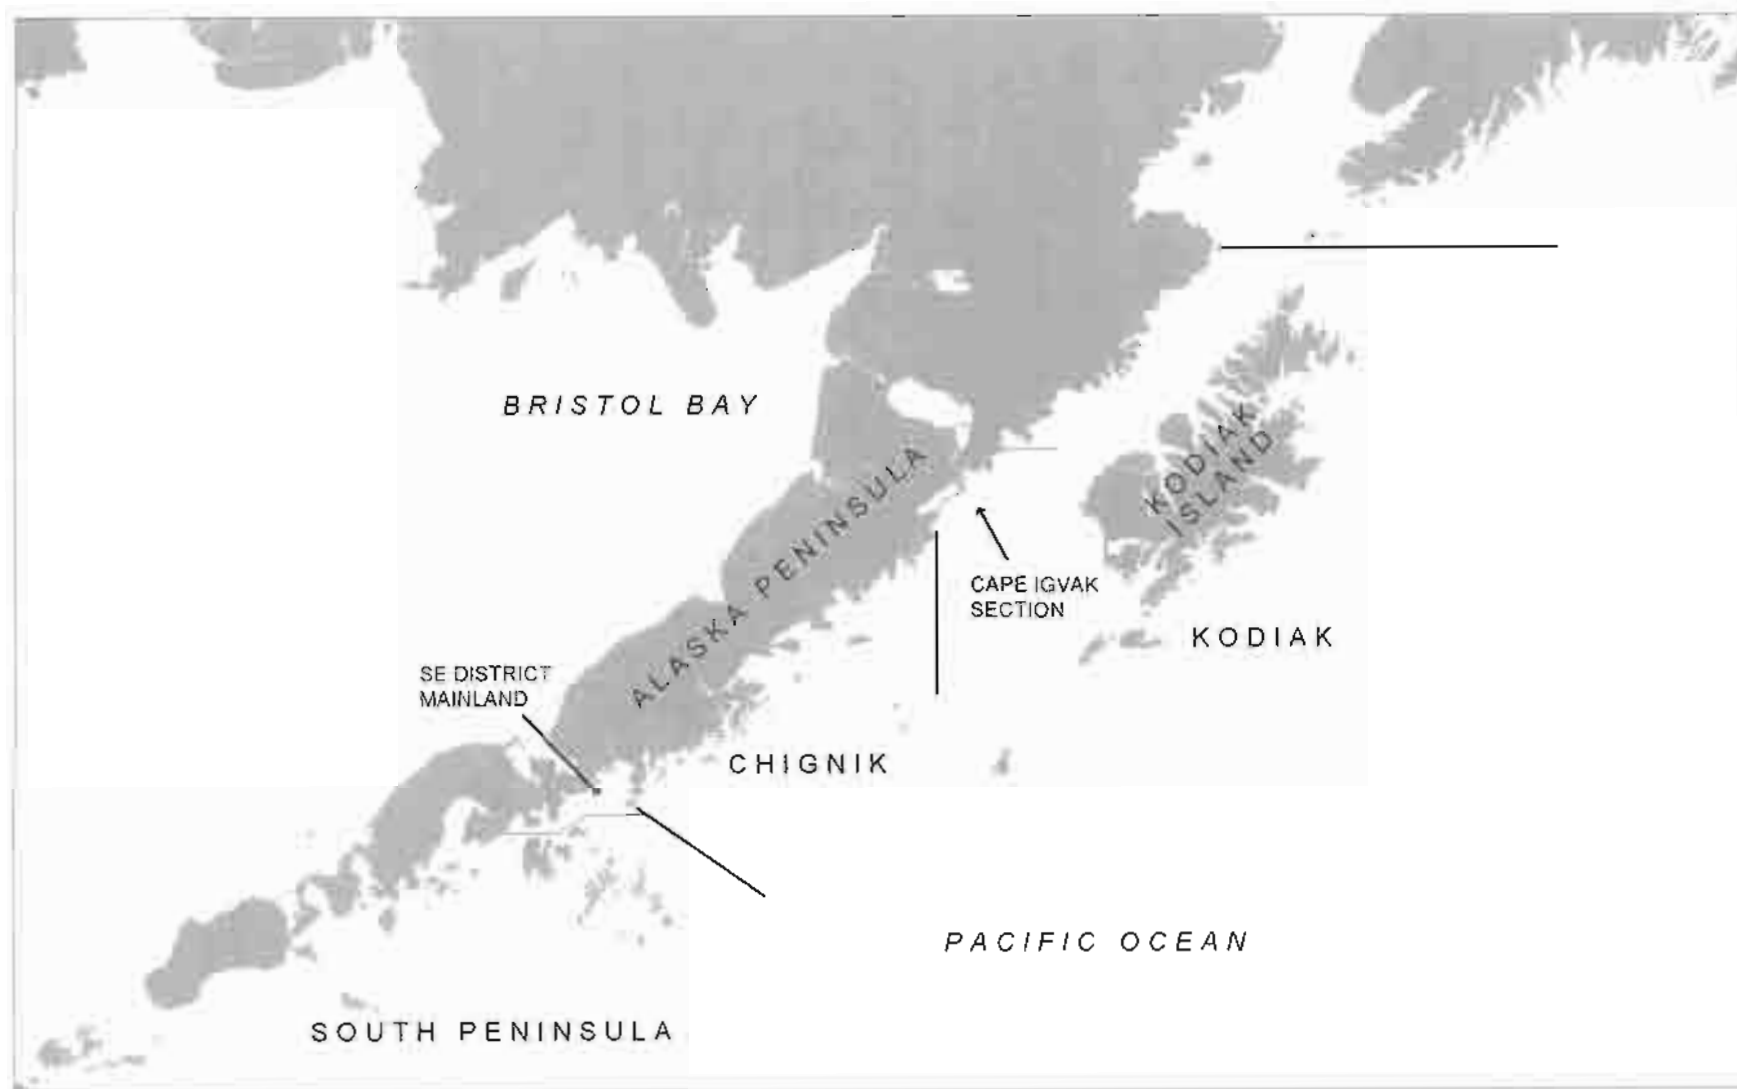 BRISTOL BAY
ALASKA PENINSULA
KODIAK
ISLAND
CAPE IGVAK
SECTION
KODIAK
SE DISTRICT
MAINLAND
CHIGNIK
PACIFIC OCEAN
SOUTH PENINSULA